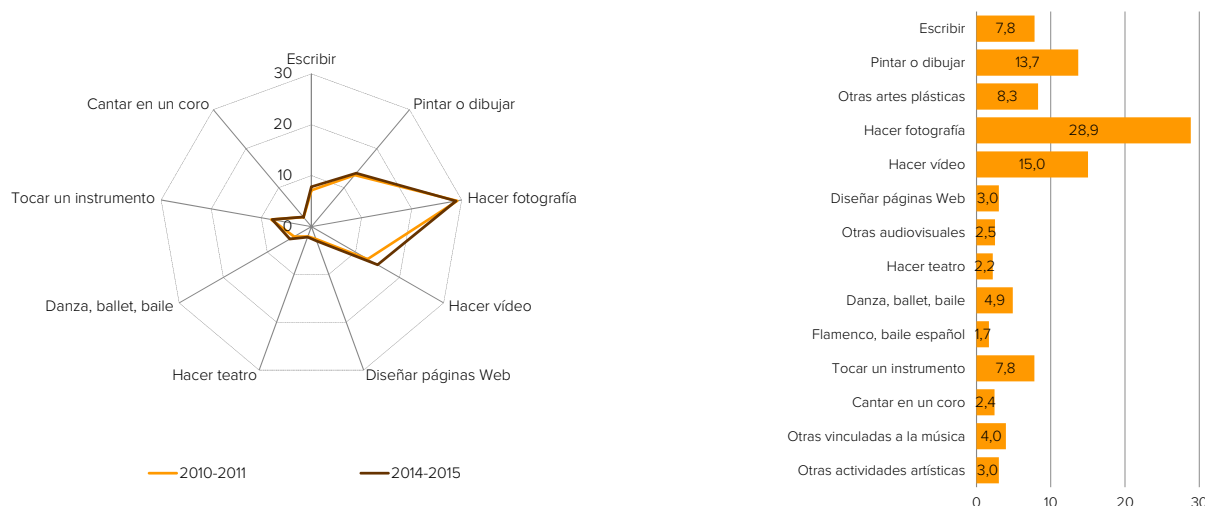 Escribir
30
Cantar en un coro
Pintar o dibujar
20
10
Tocar un instrumento
Hacer fotografía
0
Danza, ballet, baile
Hacer vídeo
Hacer teatro
Diseñar páginas Web
2010-2011
2014-2015
Escribir 7,8
Pintar o dibujar 13,7
Otras artes plásticas 8,3
Hacer fotografía 28,9
Hacer vídeo 15,0
Diseñar páginas Web 3,0
Otras audiovisuales 2,5
Hacer teatro 2,2
Danza, ballet, baile 4,9
Flamenco, baile español 1,7
Tocar un instrumento 7,8
Cantar en un coro 2,4
Otras vinculadas a la música 4,0
Otras actividades artísticas 3,0
0 10 20 30